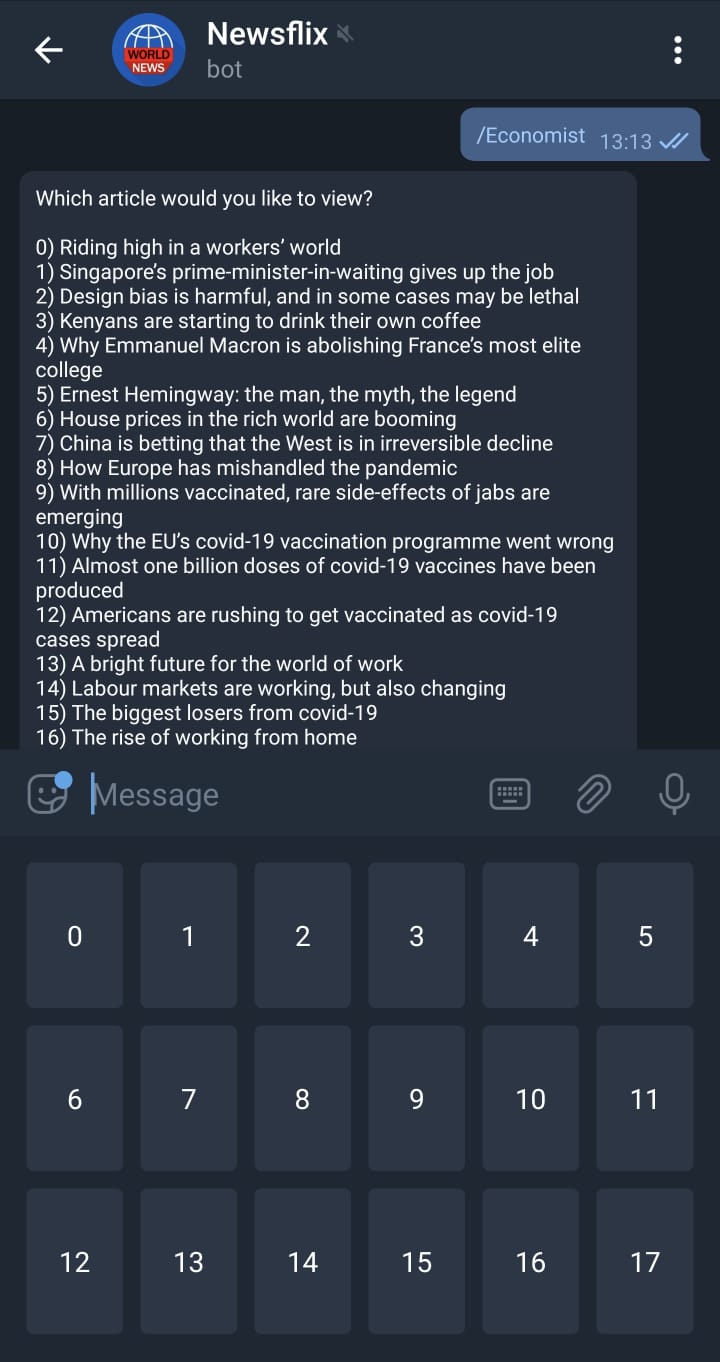 Newsflix
bot
WORLD
NEWS
/Economist 13:13
Which article would you like to view?
0) Riding high in a workers’ world
1) Singapore’s prime-minister-in-waiting gives up the job
2) Design bias is harmful, and in some cases may be lethal
3) Kenyans are starting to drink their own coffee
4) Why Emmanuel Macron is abolishing France’s most elite
college
5) Ernest Hemingway: the man, the myth, the legend
6) House prices in the rich world are booming
7) China is betting that the West is in irreversible decline
8) How Europe has mishandled the pandemic
9) With millions vaccinated, rare side-effects of jabs are
emerging
10) Why the EU’s covid-19 vaccination programme went wrong
11) Almost one billion doses of covid-19 vaccines have been
produced
12) Americans are rushing to get vaccinated as covid-19
cases spread
13) A bright future for the world of work
14) Labour markets are working, but also changing
15) The biggest losers from covid-19
16) The rise of working from home
Message
0 1 2 3 4 5
6 7 8 9 10 11
12 13 14 15 16 17